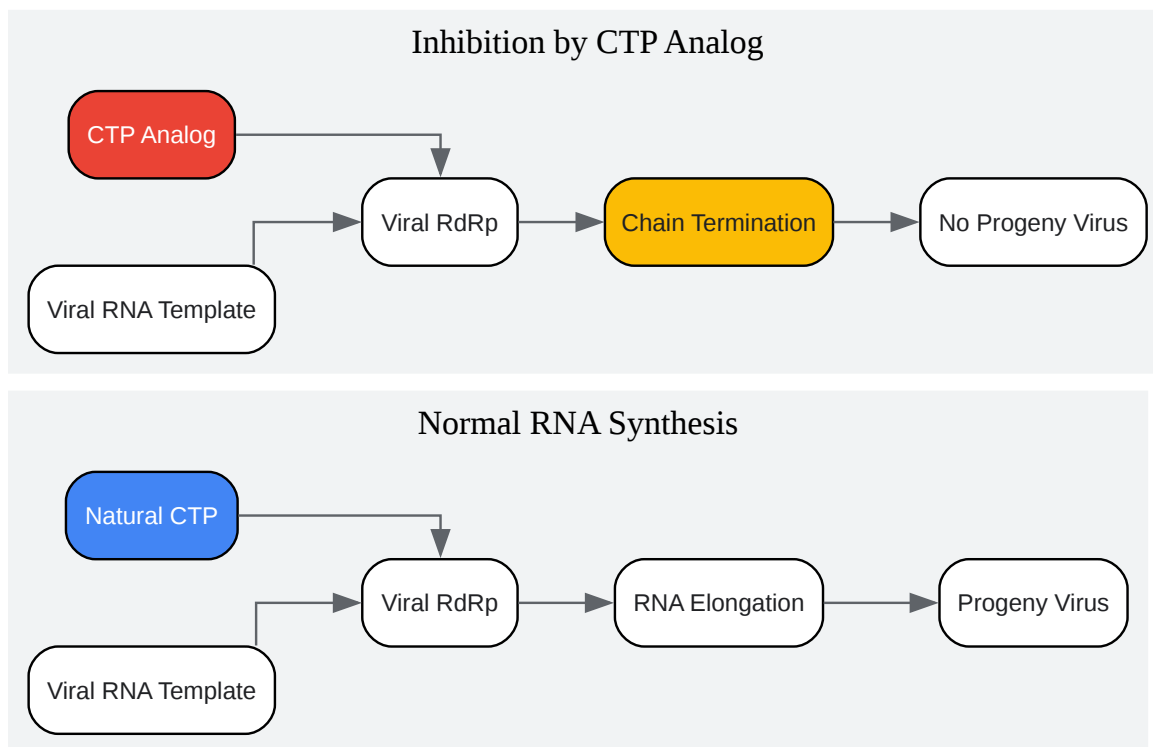 Inhibition by CTP Analog
CTP Analog
Viral RdRp
Chain Termination
No Progeny Virus
Viral RNA Template
Normal RNA Synthesis
Natural CTP
Viral RdRp
RNA Elongation
Progeny Virus
Viral RNA Template